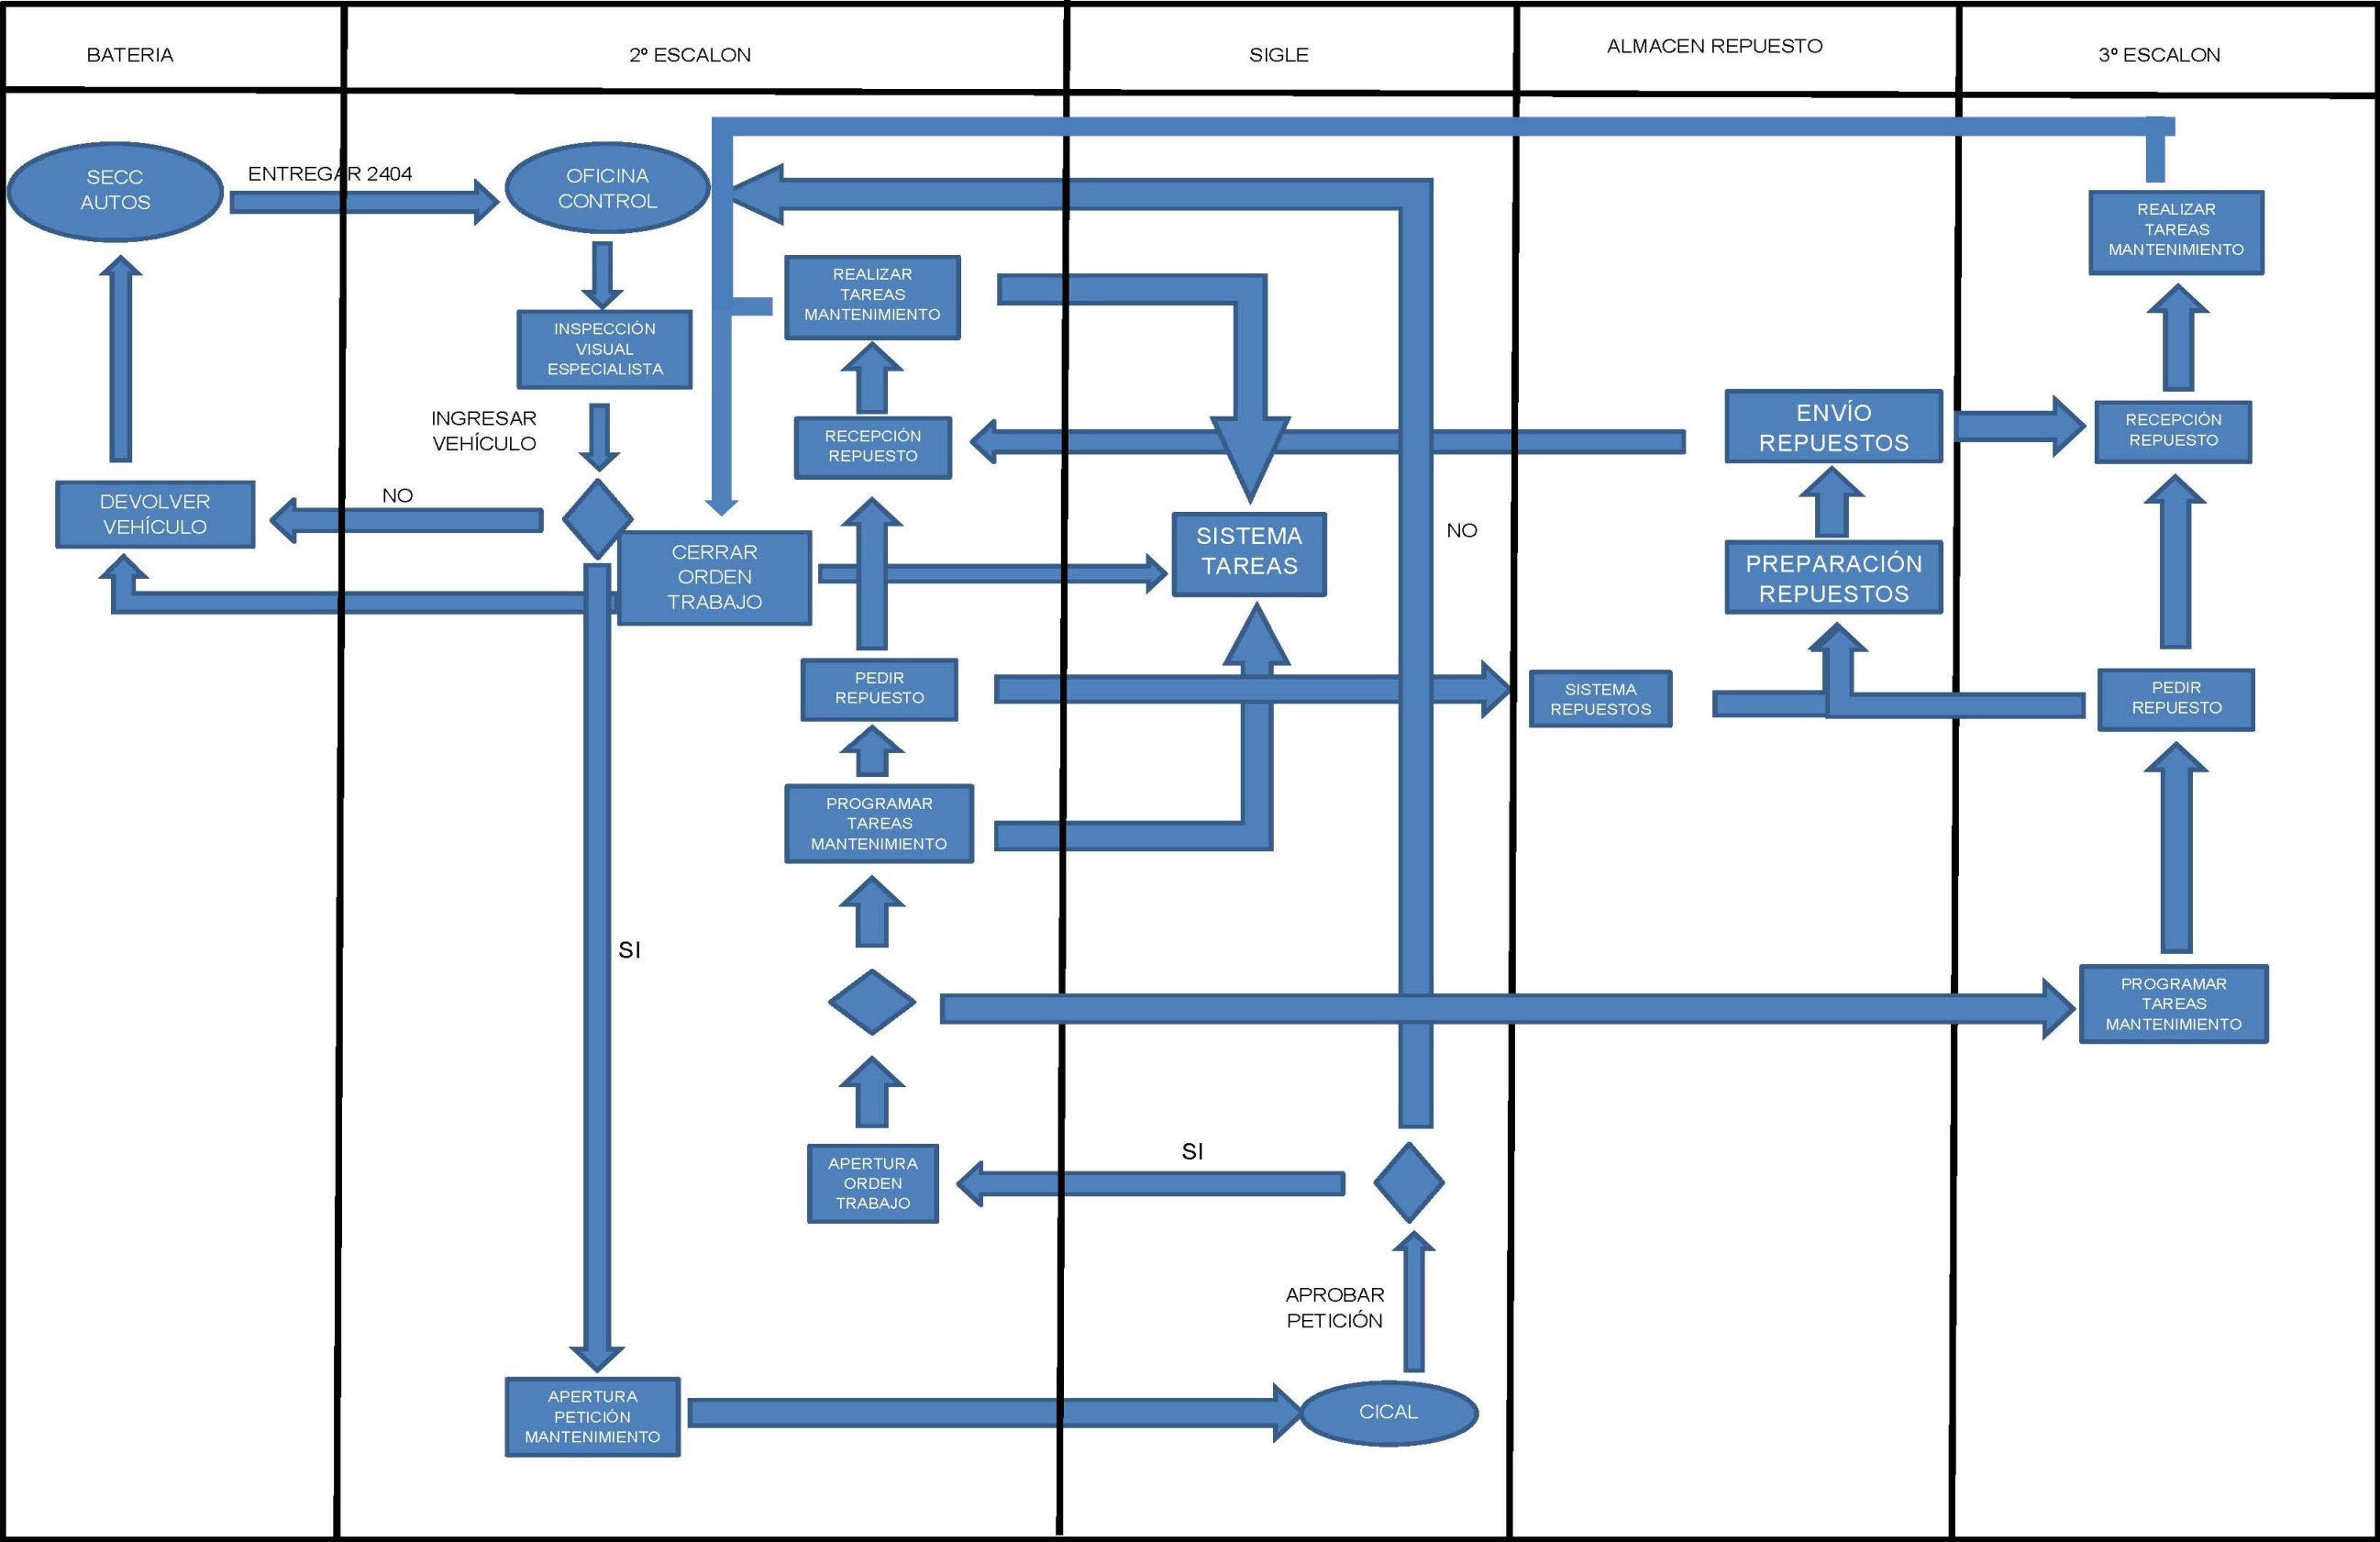 BATERIA
2º ESCALON
SIGLE
ALMACEN REPUESTO
3º ESCALON
SECC
AUTOS
ENTREGAR 2404
OFICINA
CONTROL
REALIZAR
TAREAS
MANTENIMIENTO
REALIZAR
TAREAS
MANTENIMIENTO
INSPECCIÓN
VISUAL
ESPECIALISTA
INGRESAR
VEHÍCULO
RECEPCIÓN
REPUESTO
ENVÍO
REPUESTOS
RECEPCIÓN
REPUESTO
DEVOLVER
VEHÍCULO
NO
CERRAR
ORDEN
TRABAJO
SISTEMA
TAREAS
NO
PREPARACIÓN
REPUESTOS
PEDIR
REPUESTO
SISTEMA
REPUESTOS
PEDIR
REPUESTO
PROGRAMAR
TAREAS
MANTENIMIENTO
SI
PROGRAMAR
TAREAS
MANTENIMIENTO
APERTURA
ORDEN
TRABAJO
SI
APROBAR
PETICIÓN
APERTURA
PETICIÓN
MANTENIMIENTO
CICAL